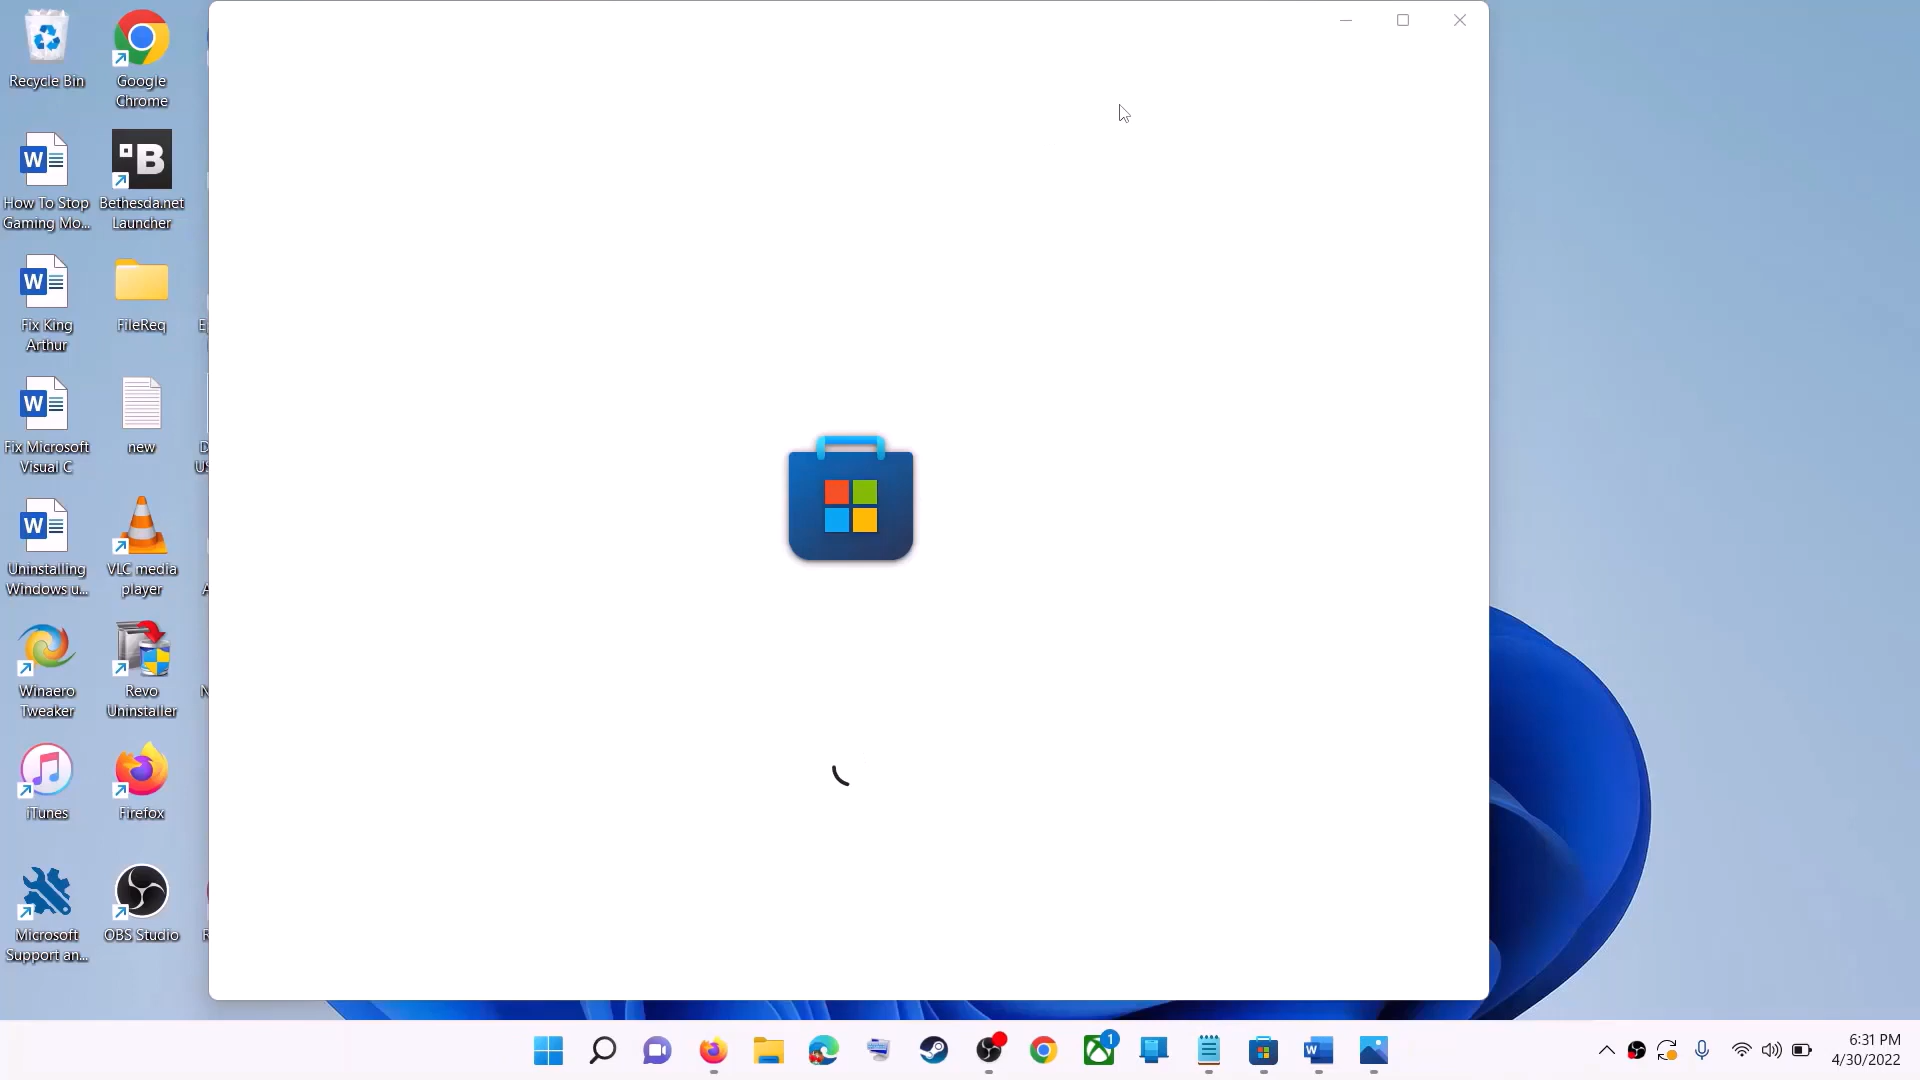 Recycle Bin
Google
Chrome
How To Stop
Gaming Mo...
Bethesda.net
Launcher
Fix King
Arthur
FileReq
Fix Microsoft
Visual C
new
Uninstalling
Windows u...
VLC media
player
Winaero
Tweaker
Revo
Uninstaller
iTunes
Firefox
Microsoft
Support an...
OBS Studio
1
6:31 PM
4/30/2022